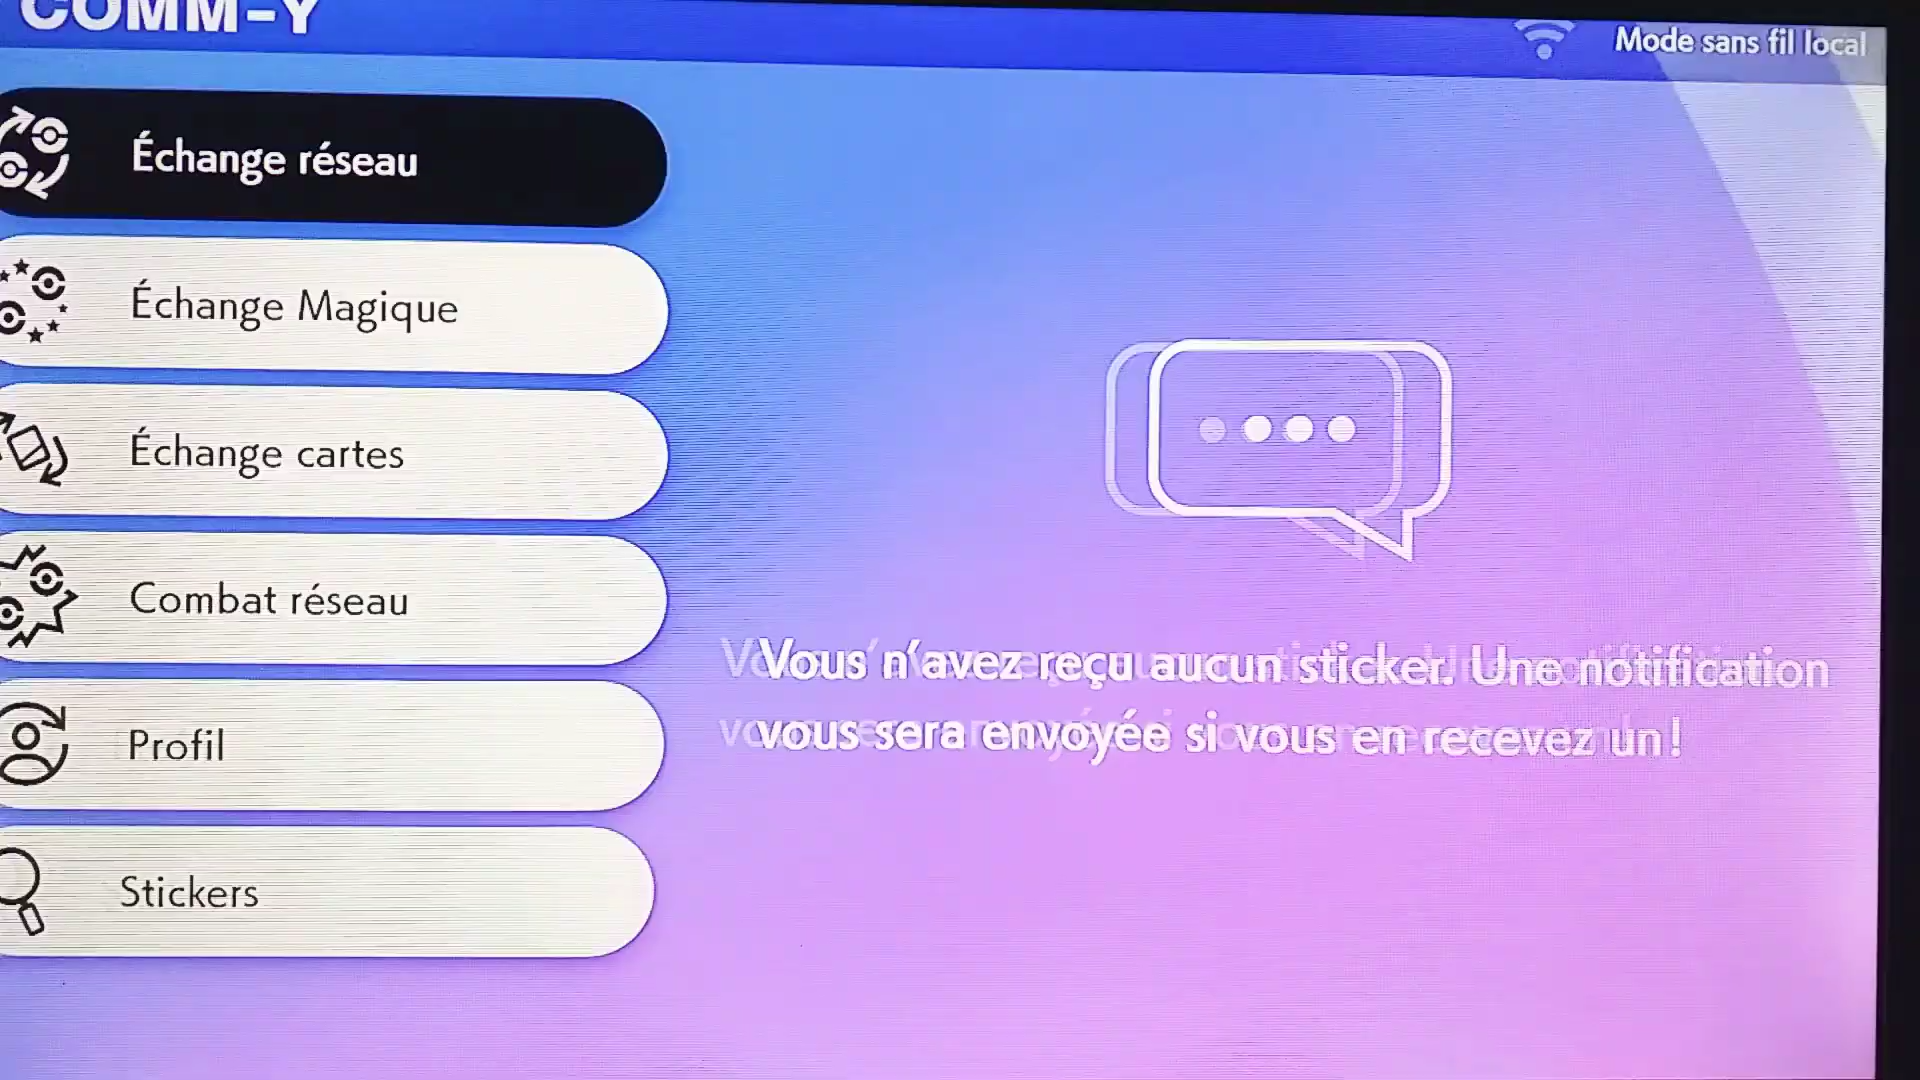 COMM-Y
Mode sans fil local
Échange réseau
Échange Magique
Échange cartes
Combat réseau
Profil
Stickers
Vous n'avez reçu aucun sticker. Une notification
vous sera envoyée si vous en recevez un!